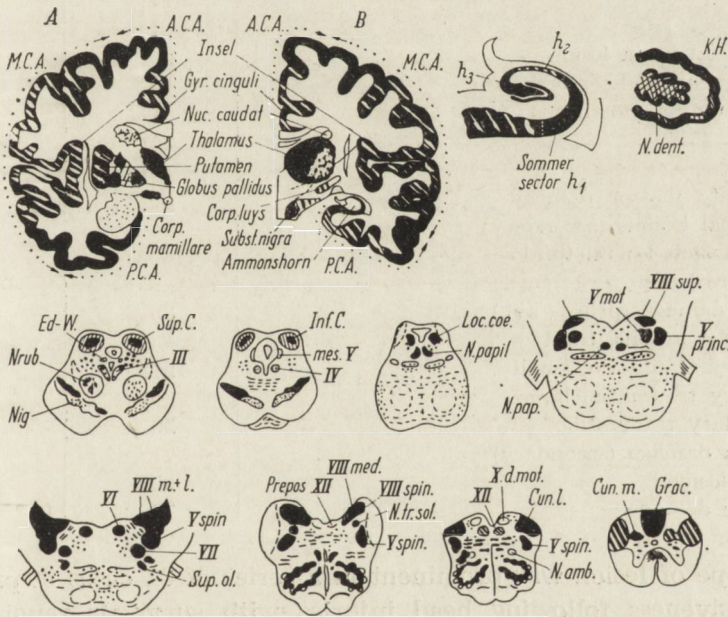 A A.C.A. A.C.A. B
M.C.A. Insel M.C.A.
Gyr. cinguli
Nuc. caudat
Thalamus
Putamen
Globus pallidus
Corp. luys
Corp. mamillare
Subst. nigra
Ammonshorn
P.C.A. P.C.A.
h2
h3
Sommer
sector h1
K.H.
N. dent.
Ed-W. Sup. C.
Nrub III
Nig
Inf. C.
mes. V
IV
Loc. coe.
N. papil
V mot VIII sup.
V princ.
N. pap.
VI VIII m.+l.
V spin
VII
Sup. ol.
Prepos XII VIII med.
VIII spin.
N. tr. sol.
V spin.
X. d. mot.
XII Cun. l.
V spin.
N. amb.
Cun. m. Grac.